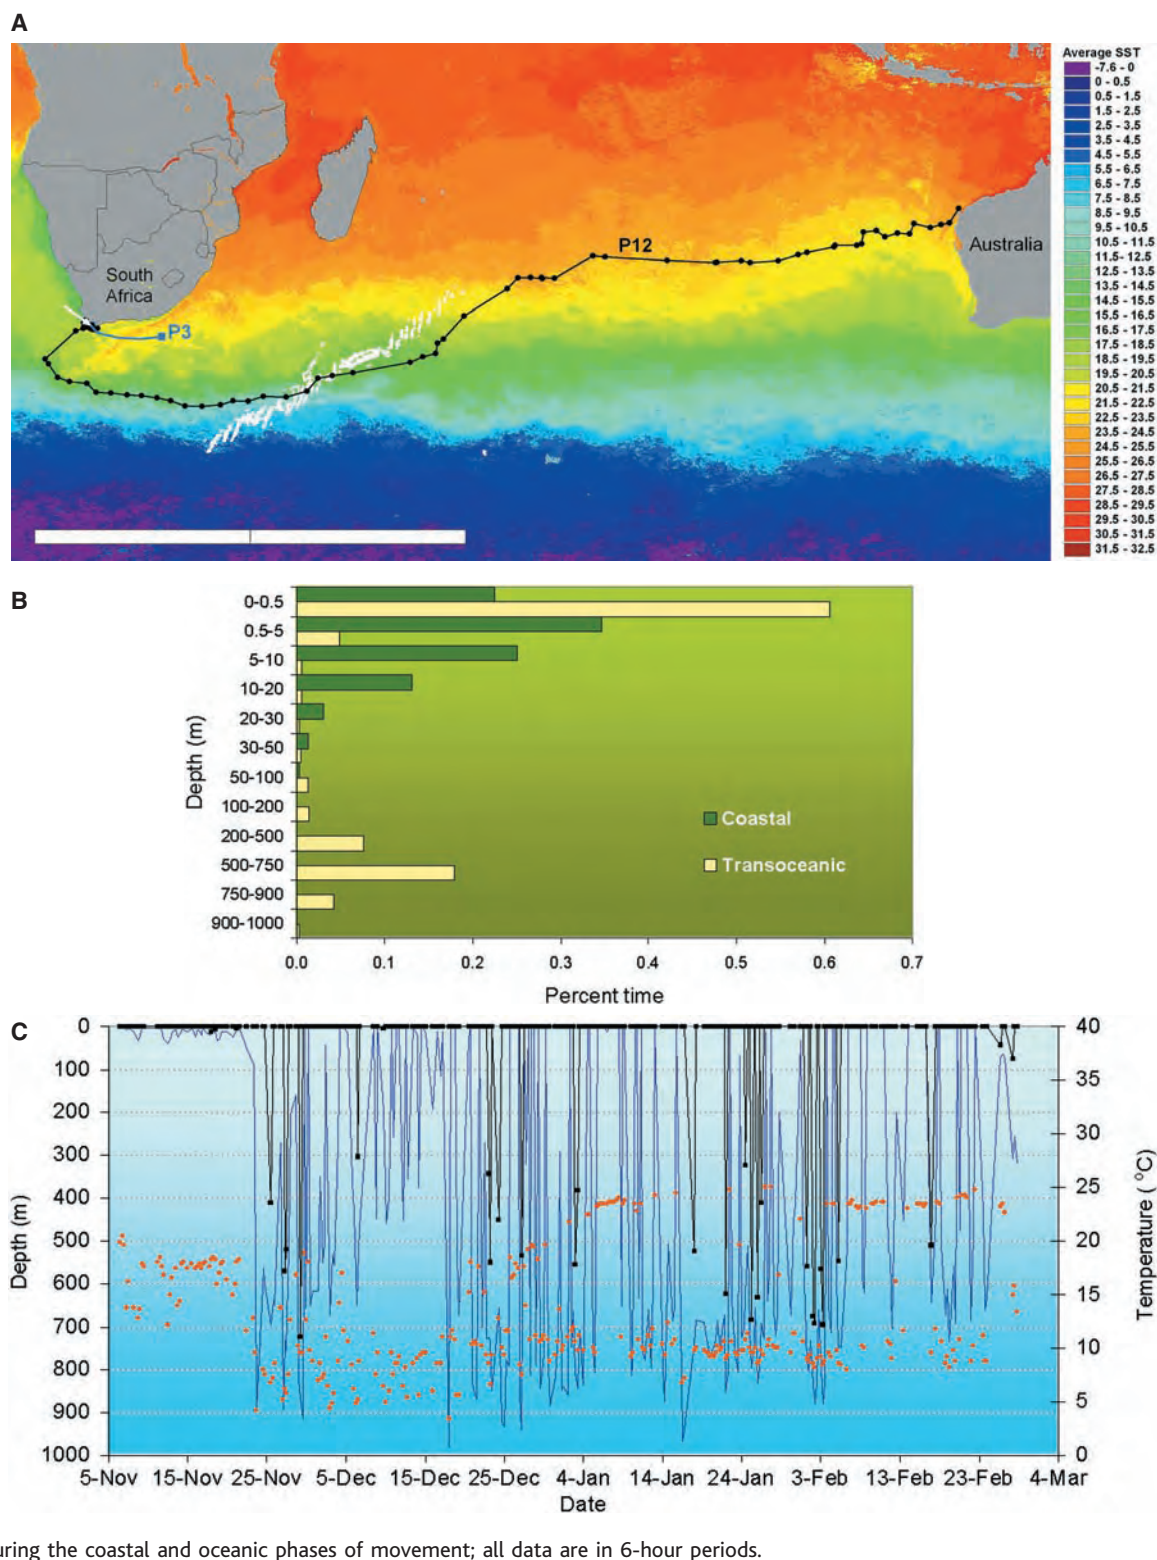 A
Average SST
-7.6 - 0
0 - 0.5
0.5 - 1.5
1.5 - 2.5
2.5 - 3.5
3.5 - 4.5
4.5 - 5.5
5.5 - 6.5
6.5 - 7.5
7.5 - 8.5
8.5 - 9.5
9.5 - 10.5
10.5 - 11.5
11.5 - 12.5
12.5 - 13.5
13.5 - 14.5
14.5 - 15.5
15.5 - 16.5
16.5 - 17.5
17.5 - 18.5
18.5 - 19.5
19.5 - 20.5
20.5 - 21.5
21.5 - 22.5
22.5 - 23.5
23.5 - 24.5
24.5 - 25.5
25.5 - 26.5
26.5 - 27.5
27.5 - 28.5
28.5 - 29.5
29.5 - 30.5
30.5 - 31.5
31.5 - 32.5
P12
Australia
South
Africa
P3
B
Depth (m)
0-0.5
0.5-5
5-10
10-20
20-30
30-50
50-100
100-200
200-500
500-750
750-900
900-1000
Coastal
Transoceanic
0.0 0.1 0.2 0.3 0.4 0.5 0.6 0.7
Percent time
C
Depth (m)
0
100
200
300
400
500
600
700
800
900
1000
40
35
30
25
20
15
10
5
0
Temperature ( °C)
5-Nov 15-Nov 25-Nov 5-Dec 15-Dec 25-Dec 4-Jan 14-Jan 24-Jan 3-Feb 13-Feb 23-Feb 4-Mar
Date
uring the coastal and oceanic phases of movement; all data are in 6-hour periods.